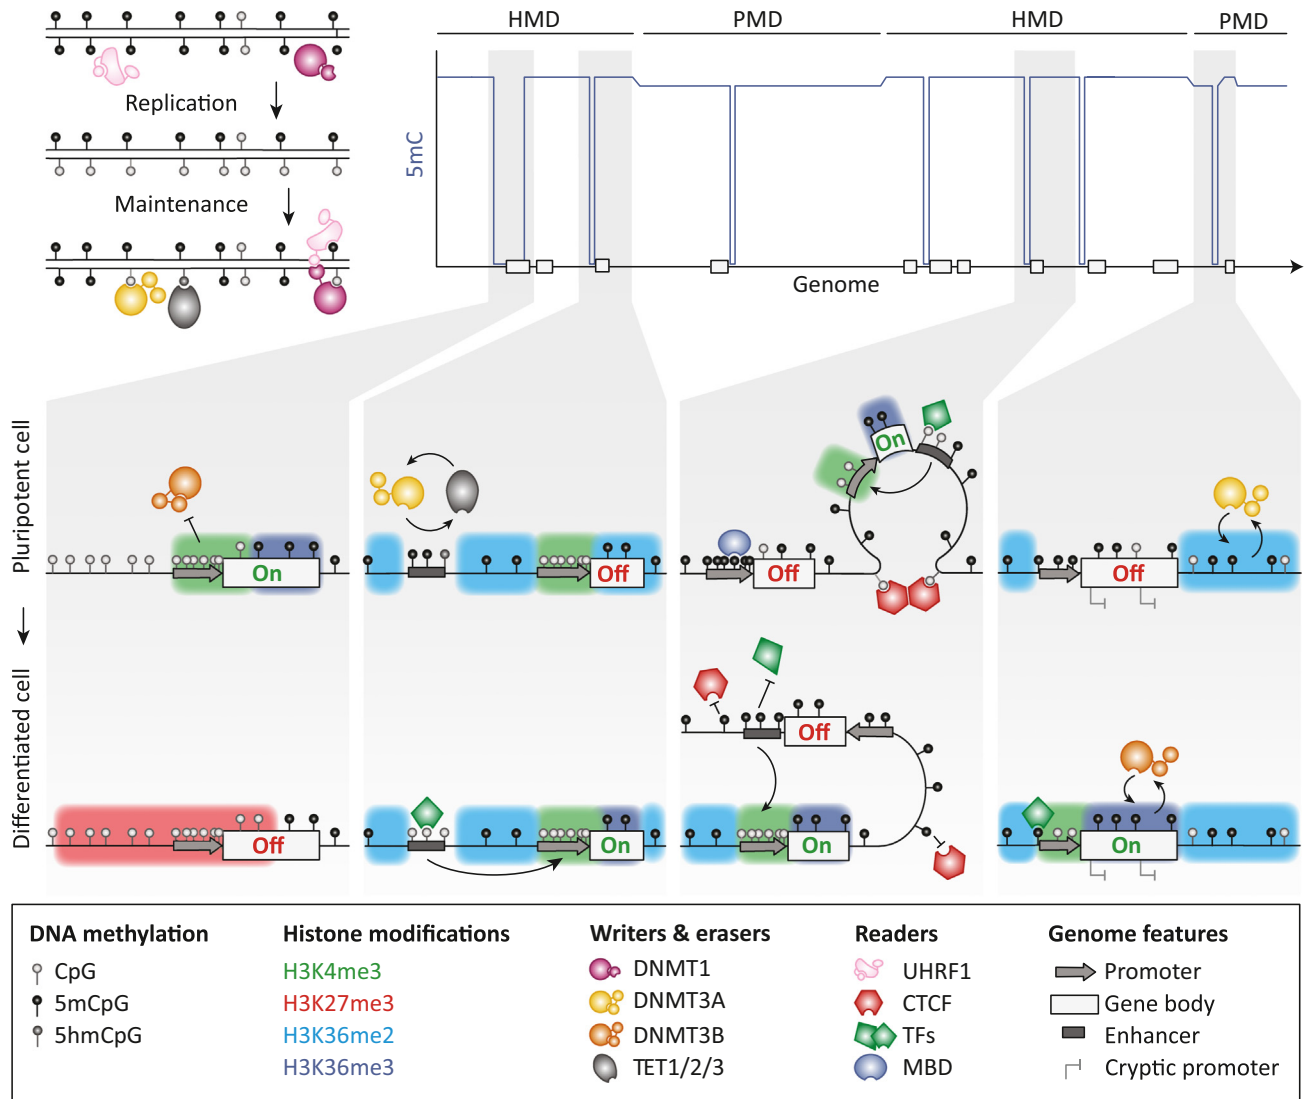 HMD PMD HMD PMD
Replication
Maintenance
5mC
Genome
Pluripotent cell
Differentiated cell
On
Off
Off
On
Off
Off
On
Off
On
On
DNA methylation
CpG
5mCpG
5hmCpG
Histone modifications
H3K4me3
H3K27me3
H3K36me2
H3K36me3
Writers & erasers
DNMT1
DNMT3A
DNMT3B
TET1/2/3
Readers
UHRF1
CTCF
TFs
MBD
Genome features
Promoter
Gene body
Enhancer
Cryptic promoter